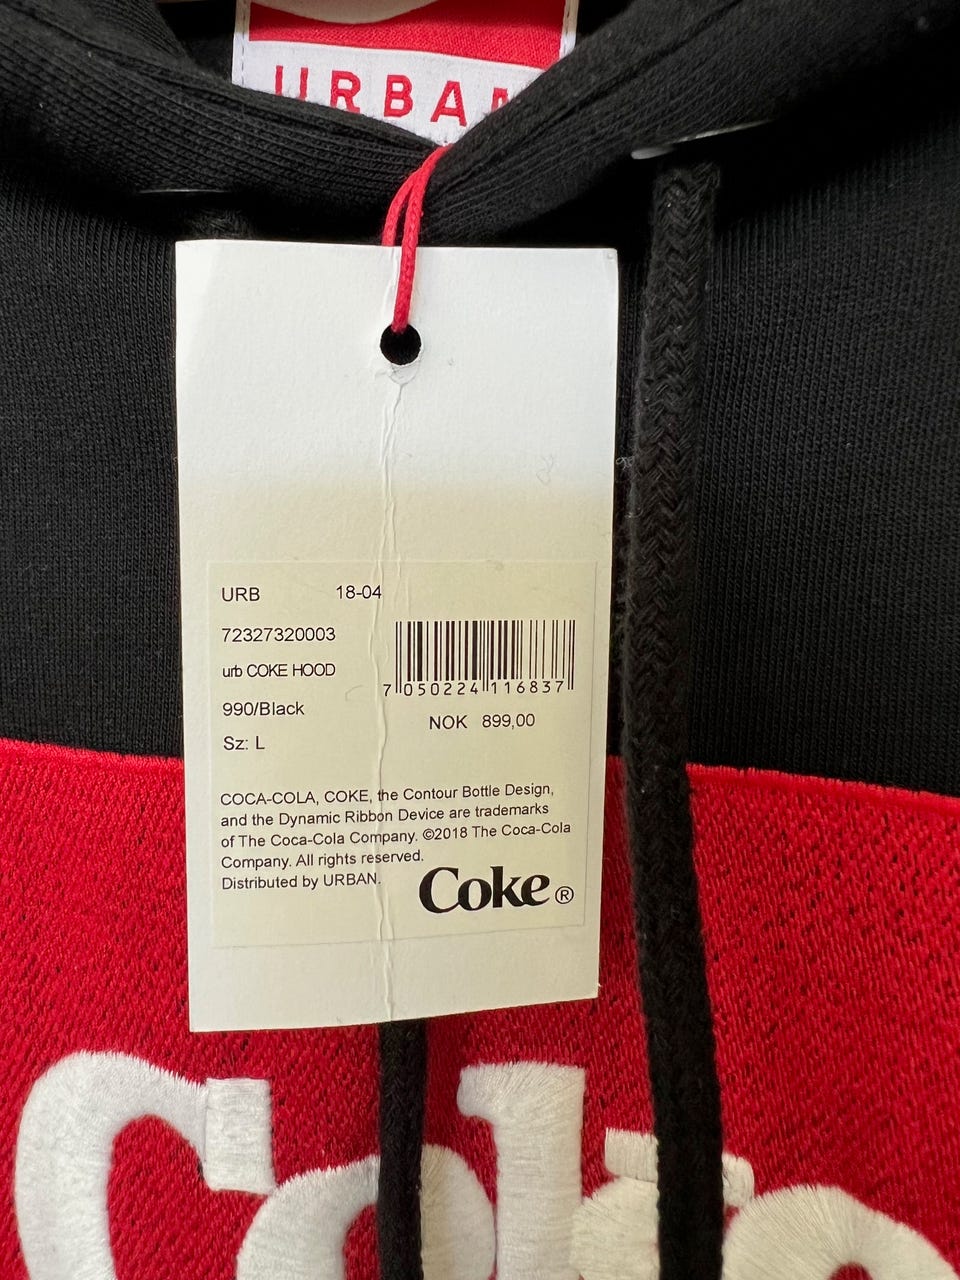 URBAN
URB 18-04
72327320003
urb COKE HOOD
990/Black
Sz: L
7 050224 116837
NOK 899,00
COCA-COLA, COKE, the Contour Bottle Design,
and the Dynamic Ribbon Device are trademarks
of The Coca-Cola Company. ©2018 The Coca-Cola
Company. All rights reserved.
Distributed by URBAN.
Coke ®
Coke